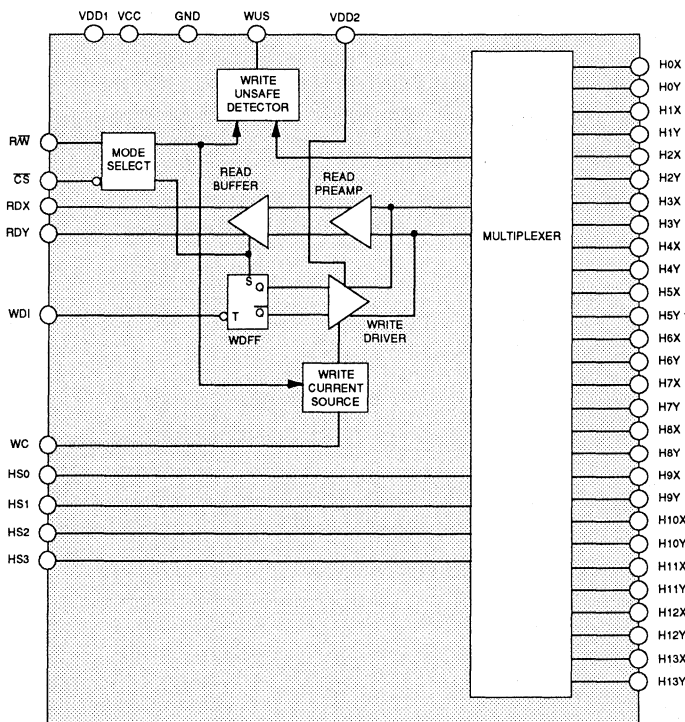 VDD1 VCC GND WUS VDD2
WRITE
UNSAFE
DETECTOR
R/W̅
MODE
SELECT
C̅S̅
READ
BUFFER
READ
PREAMP
RDX
RDY
S
Q
Q̅
T
WDFF
WDI
WRITE
DRIVER
WRITE
CURRENT
SOURCE
WC
HS0
HS1
HS2
HS3
MULTIPLEXER
H0X
H0Y
H1X
H1Y
H2X
H2Y
H3X
H3Y
H4X
H4Y
H5X
H5Y
H6X
H6Y
H7X
H7Y
H8X
H8Y
H9X
H9Y
H10X
H10Y
H11X
H11Y
H12X
H12Y
H13X
H13Y